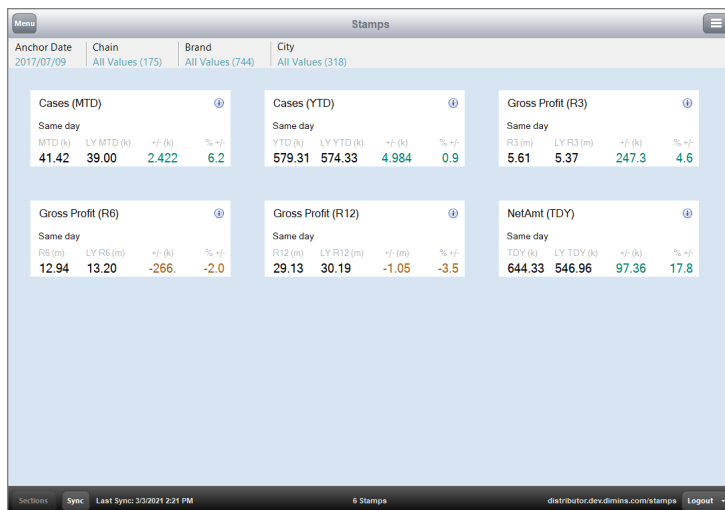 Menu Stamps
Anchor Date Chain Brand City
2017/07/09 All Values (175) All Values (744) All Values (318)
Cases (MTD)
Same day
MTD (k) LY MTD (k) +/- (k) % +/-
41.42 39.00 2.422 6.2
Cases (YTD)
Same day
YTD (k) LY YTD (k) +/- (k) % +/-
579.31 574.33 4.984 0.9
Gross Profit (R3)
Same day
R3 (m) LY R3 (m) +/- (k) % +/-
5.61 5.37 247.3 4.6
Gross Profit (R6)
Same day
R6 (m) LY R6 (m) +/- (k) % +/-
12.94 13.20 -266. -2.0
Gross Profit (R12)
Same day
R12 (m) LY R12 (m) +/- (m) % +/-
29.13 30.19 -1.05 -3.5
NetAmt (TDY)
Same day
TDY (k) LY TDY (k) +/- (k) % +/-
644.33 546.96 97.36 17.8
Sections Sync Last Sync: 3/3/2021 2:21 PM 6 Stamps distributor.dev.dimins.com/stamps Logout